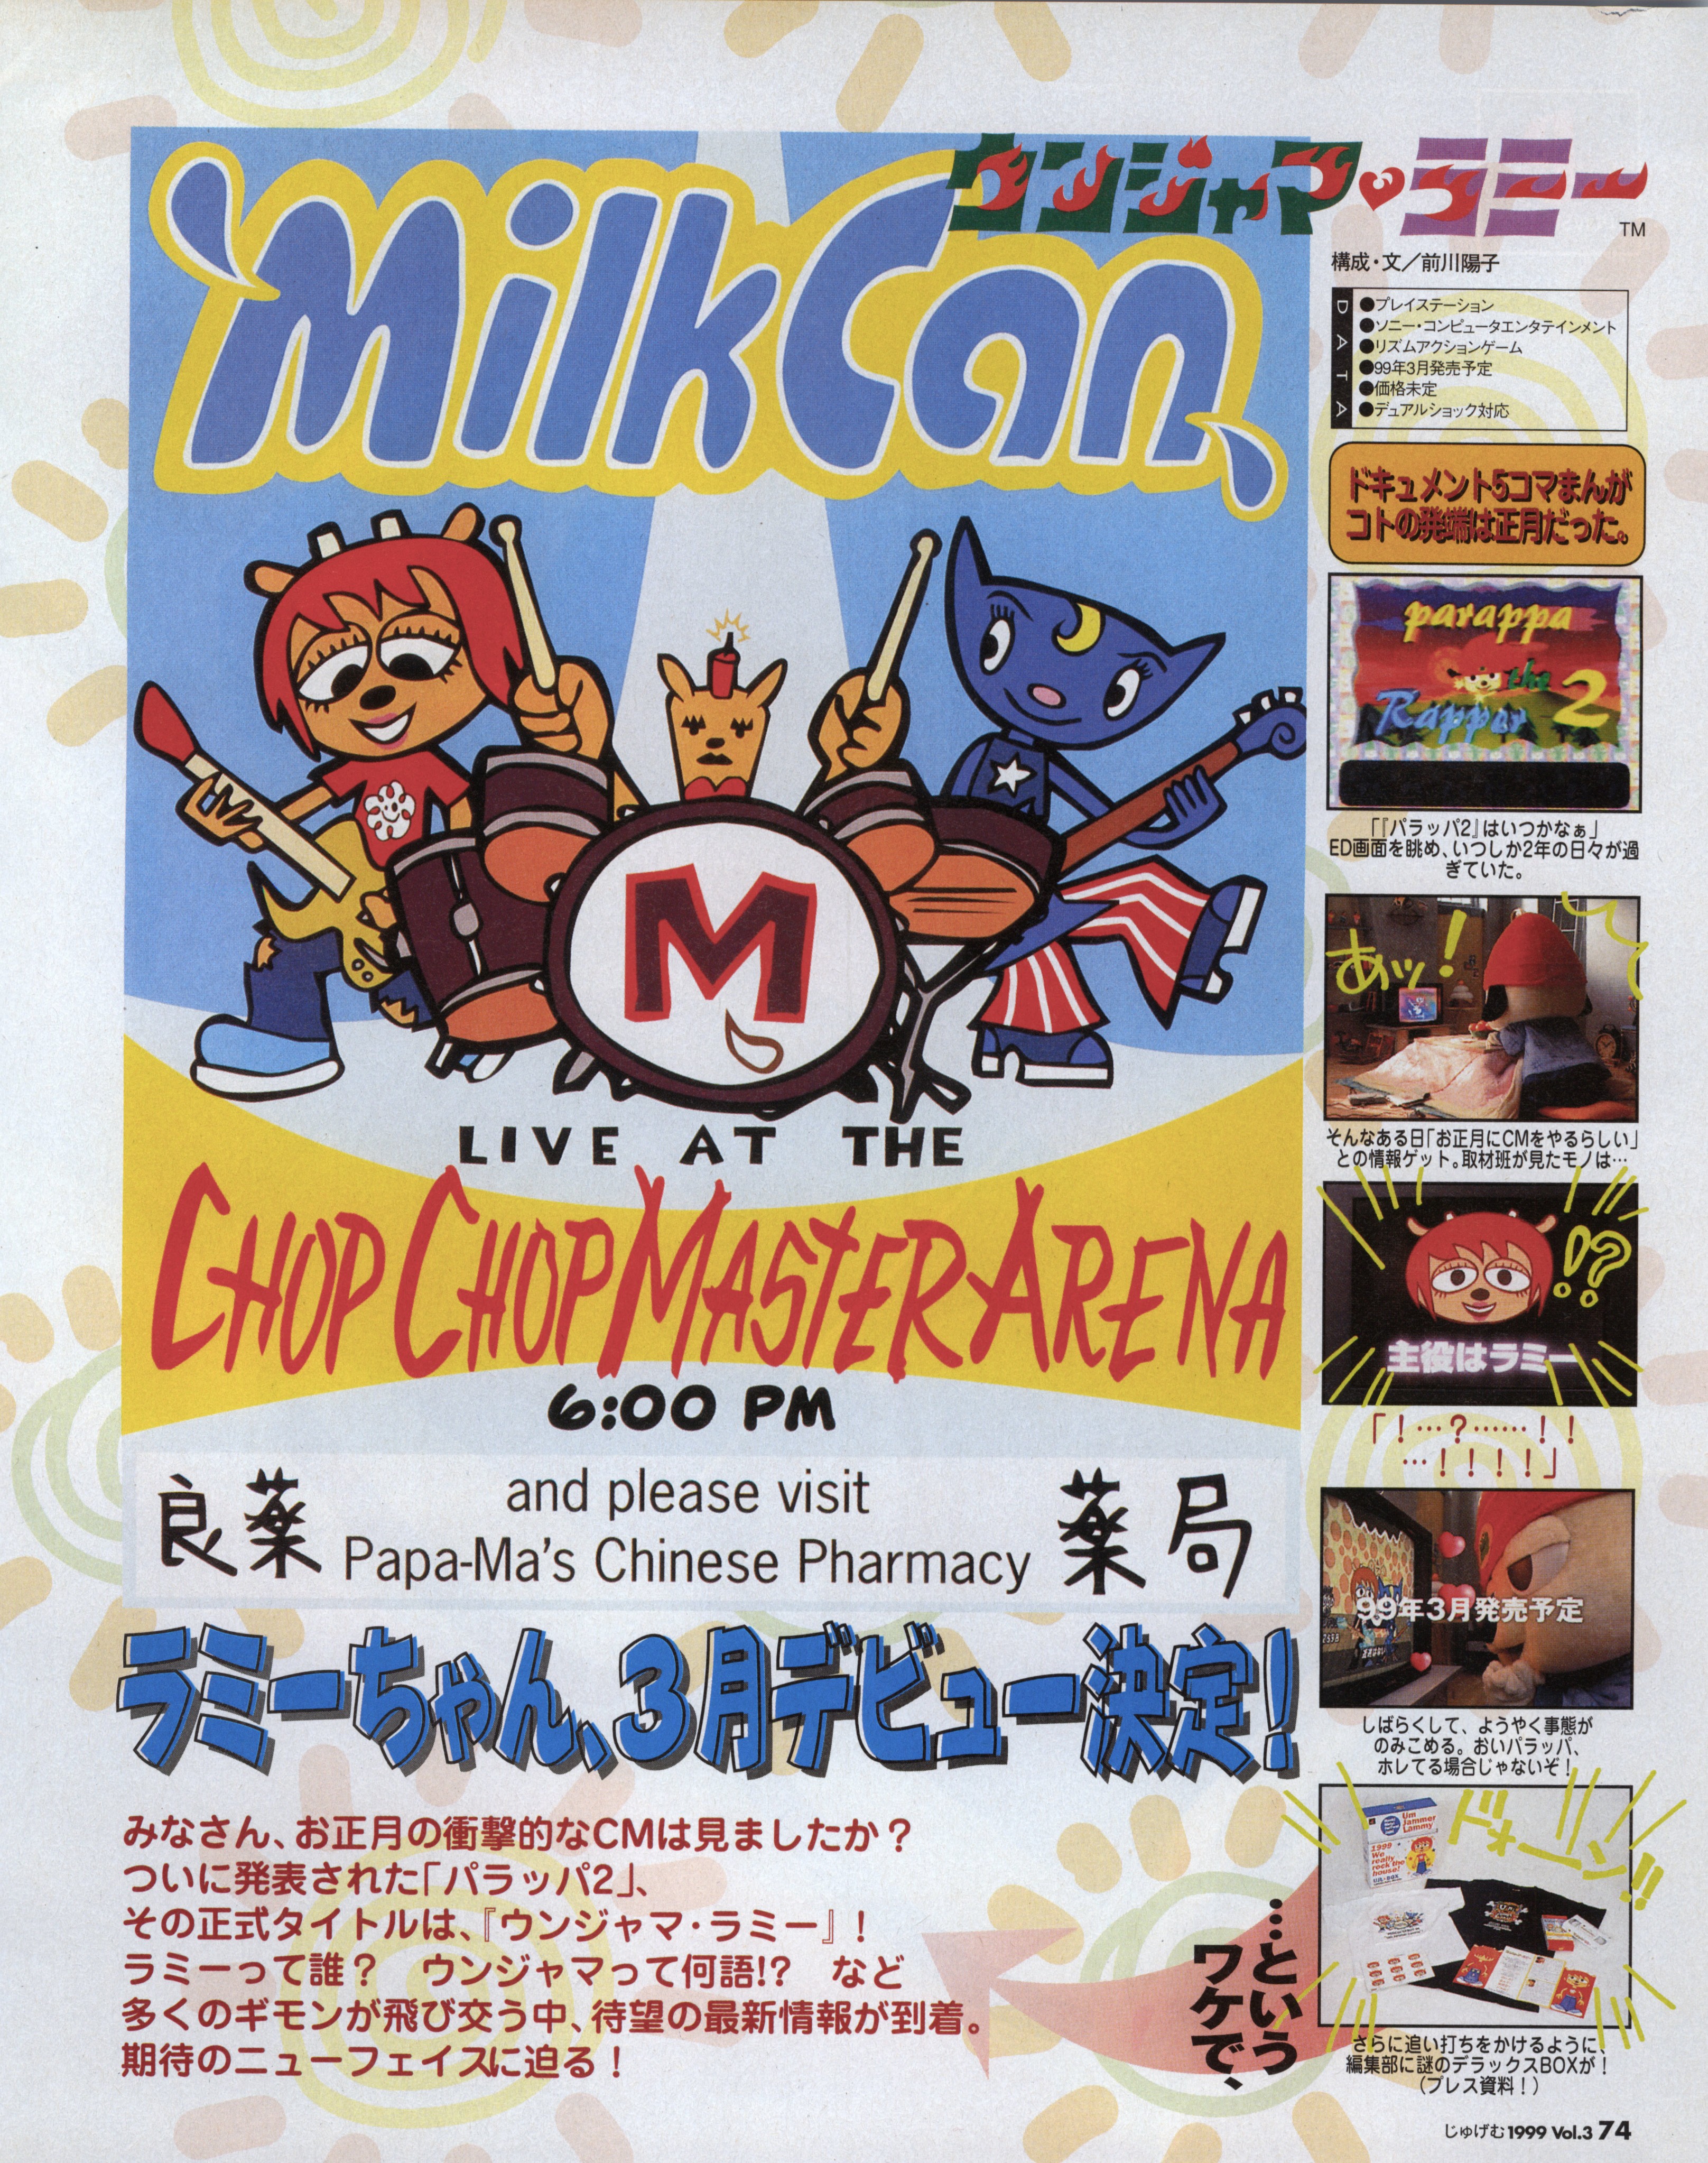 MilkCan
ウンジャマ・ラミー
TM
構成・文／前川陽子
DATA
●プレイステーション
●ソニー・コンピュータエンタテインメント
●リズムアクションゲーム
●99年3月発売予定
●価格未定
●デュアルショック対応
M
LIVE AT THE
CHOP CHOP MASTER ARENA
6:00 PM
良薬
and please visit
Papa-Ma's Chinese Pharmacy
薬局
ラミーちゃん、3月デビュー決定！
みなさん、お正月の衝撃的なCMは見ましたか？
ついに発表された「パラッパ2」、
その正式タイトルは、『ウンジャマ・ラミー』！
ラミーって誰？　ウンジャマって何語!?　など
多くのギモンが飛び交う中、待望の最新情報が到着。
期待のニューフェイスに迫る！
ドキュメント5コマまんが
コトの発端は正月だった。
parappa
the
Rapper 2
「『パラッパ2』はいつかなぁ」
ED画面を眺め、いつしか2年の日々が過
ぎていた。
あッ！
そんなある日「お正月にCMをやるらしい」
との情報ゲット。取材班が見たモノは…
!?
主役はラミー
「！…？……！！
…！！！！」
99年3月発売予定
しばらくして、ようやく事態が
のみこめる。おいパラッパ、
ホレてる場合じゃないぞ！
ドォーーン!!
Um
Jammer
Lammy
1999
We
really
rock the
house!
さらに追い打ちをかけるように、
編集部に謎のデラックスBOXが！
（プレス資料！）
…という
ワケで、
じゅげむ1999 Vol.3 74